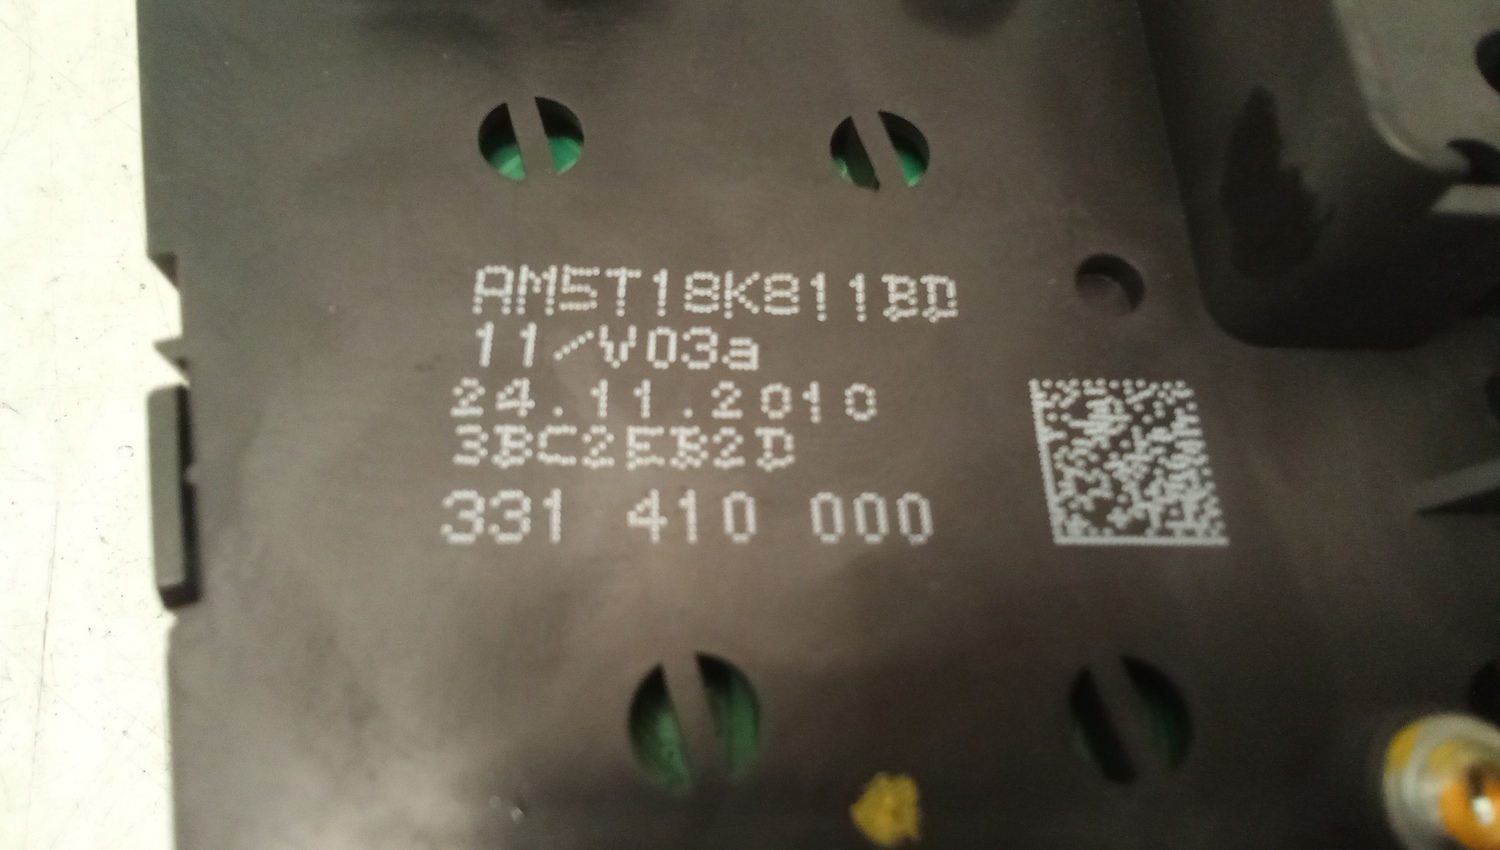 AM5T18K811BD
11/V03a
24.11.2010
3BC2EB2D
331 410 000